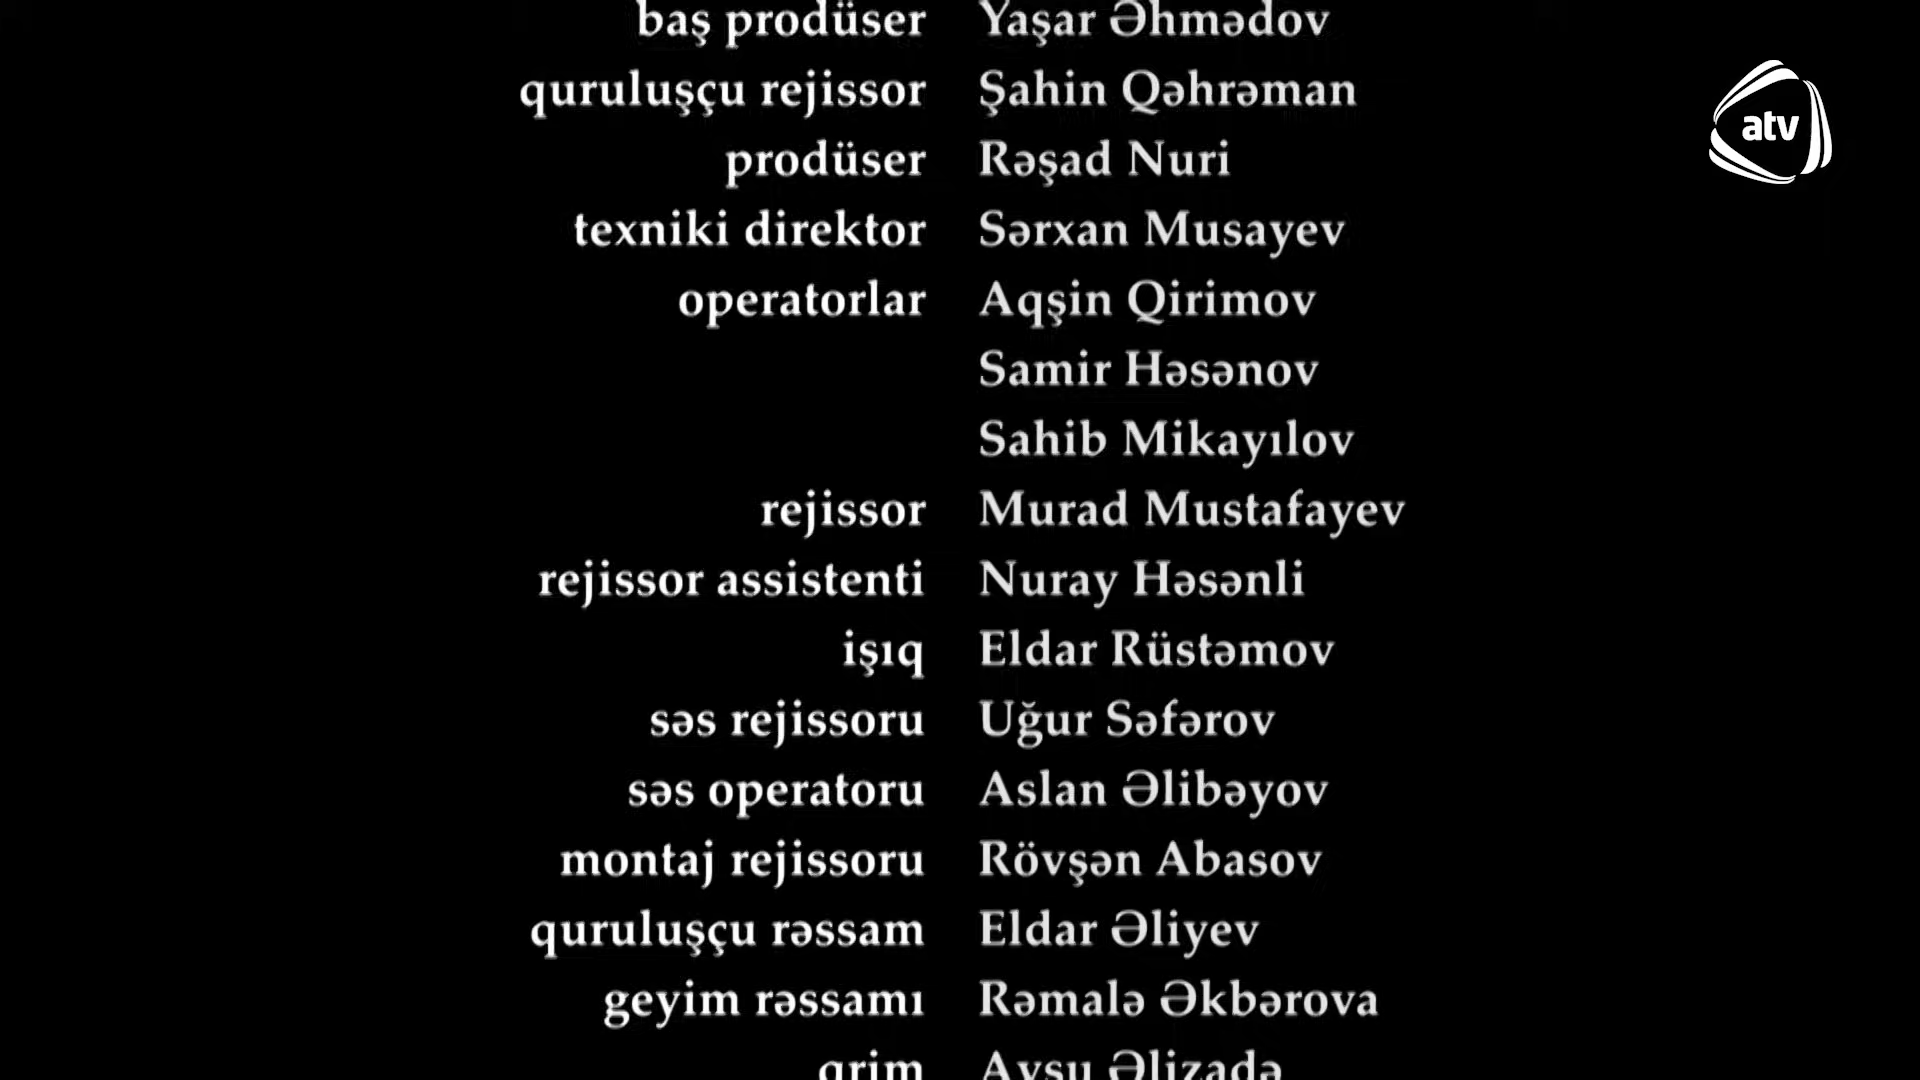 baş prodüser Yaşar Əhmədov
quruluşçu rejissor Şahin Qəhrəman
atv
prodüser Rəşad Nuri
texniki direktor Sərxan Musayev
operatorlar Aqşin Qirimov
Samir Həsənov
Sahib Mikayılov
rejissor Murad Mustafayev
rejissor assistenti Nuray Həsənli
işıq Eldar Rüstəmov
səs rejissoru Uğur Səfərov
səs operatoru Aslan Əlibəyov
montaj rejissoru Rövşən Abasov
quruluşçu rəssam Eldar Əliyev
geyim rəssamı Rəmalə Əkbərova
qrim Aysu Əlizadə